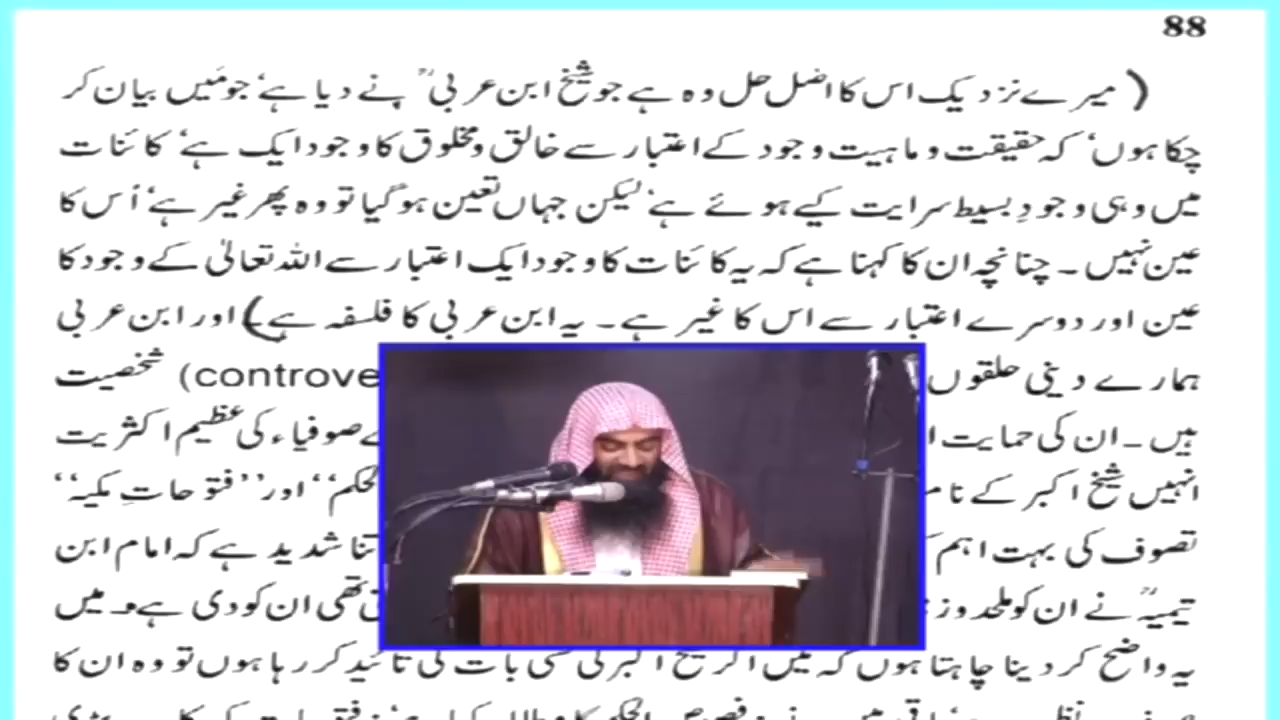 88
( میرے نزدیک اس کا اصل حل وہ ہے جو شیخ ابن عربیؒ نے دیا ہے‘ جو مَیں بیان کر
چکا ہوں‘ کہ حقیقت و ماہیت وجود کے اعتبار سے خالق و مخلوق کا وجود ایک ہے‘ کائنات
میں وہی وجودِ بسیط سرایت کیے ہوئے ہے‘ لیکن جہاں تعین ہو گیا تو وہ پھر غیر ہے‘ اُس کا
عین نہیں۔ چنانچہ ان کا کہنا ہے کہ یہ کائنات کا وجود ایک اعتبار سے اللہ تعالیٰ کے وجود کا
عین اور دوسرے اعتبار سے اس کا غیر ہے۔ یہ ابن عربی کا فلسفہ ہے) اور ابن عربی
ہمارے دینی حلقوں (controve شخصیت
ہیں۔ ان کی حمایت صوفیاء کی عظیم اکثریت
انہیں شیخ اکبر کے الحکم‘‘ اور ’’فتوحاتِ مکیہ‘‘
تصوف کی بہت اہم شدید ہے کہ امام ابن
تیمیہؒ نے ان کو ملحد و تھی ان کو دی ہے۔ میں
یہ واضح کر دینا چاہتا ہوں کہ میں اگر شیخ اکبر کی کسی بات کی تائید کر رہا ہوں تو وہ ان کا